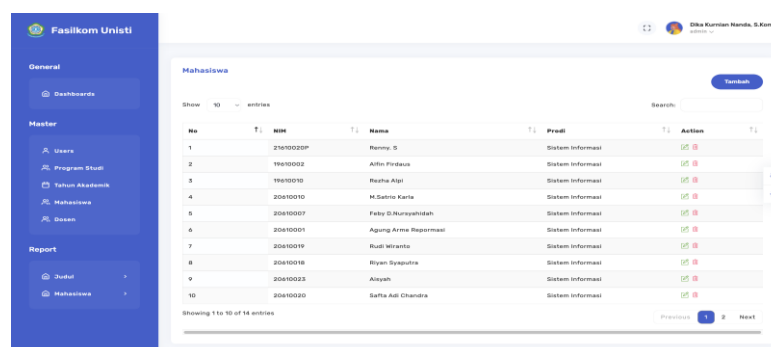 Fasilkom Unisti
Dika Kurnian Nanda, S.Kom
admin
General
Dashboards
Master
Users
Program Studi
Tahun Akademik
Mahasiswa
Dosen
Report
Judul
Mahasiswa
Mahasiswa
Tambah
Show 10 entries
Search:
No NIM Nama Prodi Action
1 21610020P Renny. S Sistem Informasi
2 19610002 Alfin Firdaus Sistem Informasi
3 19610010 Rezha Alpi Sistem Informasi
4 20610010 M.Satrio Karla Sistem Informasi
5 20610007 Feby D.Nursyahidah Sistem Informasi
6 20610001 Agung Arme Repormasi Sistem Informasi
7 20610019 Rudi Wiranto Sistem Informasi
8 20610018 Riyan Syaputra Sistem Informasi
9 20610023 Aisyah Sistem Informasi
10 20610020 Safta Adi Chandra Sistem Informasi
Showing 1 to 10 of 14 entries
Previous 1 2 Next